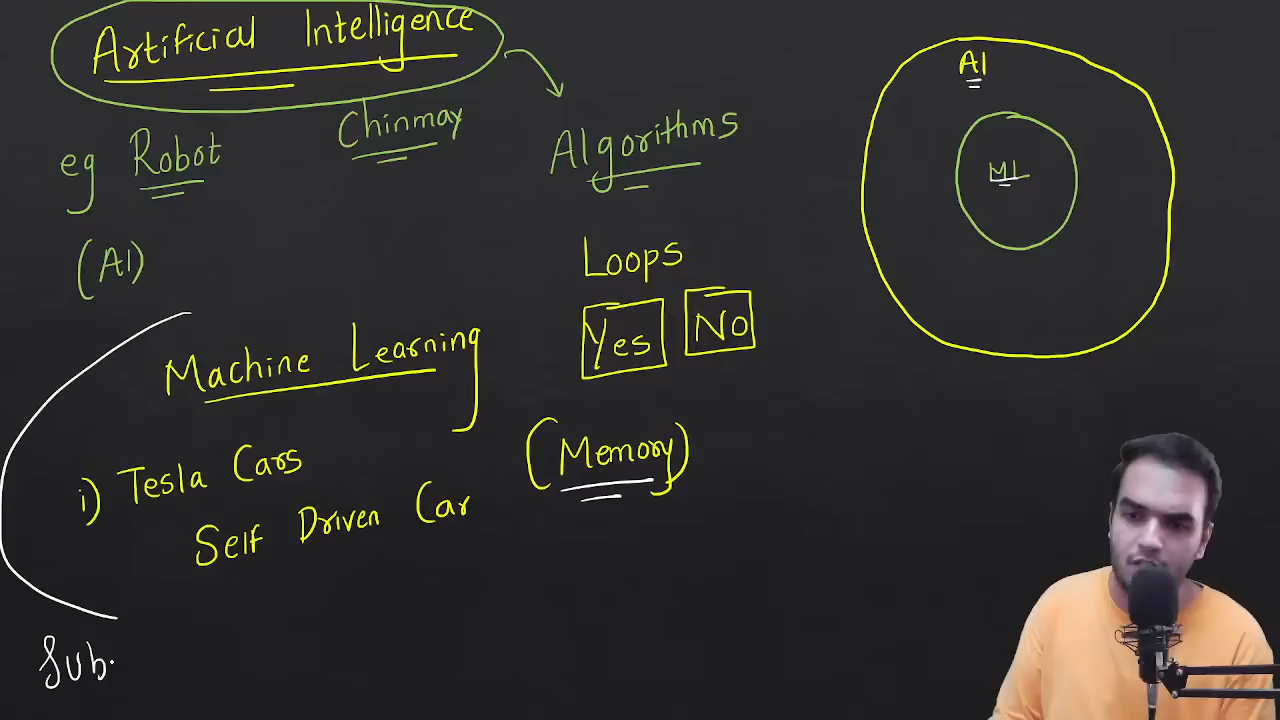 Artificial Intelligence
eg Robot
Chinmay
Algorithms
(AI)
Loops
Yes No
Machine Learning
(Memory)
i) Tesla Cars
Self Driven Car
Sub.
AI
ML